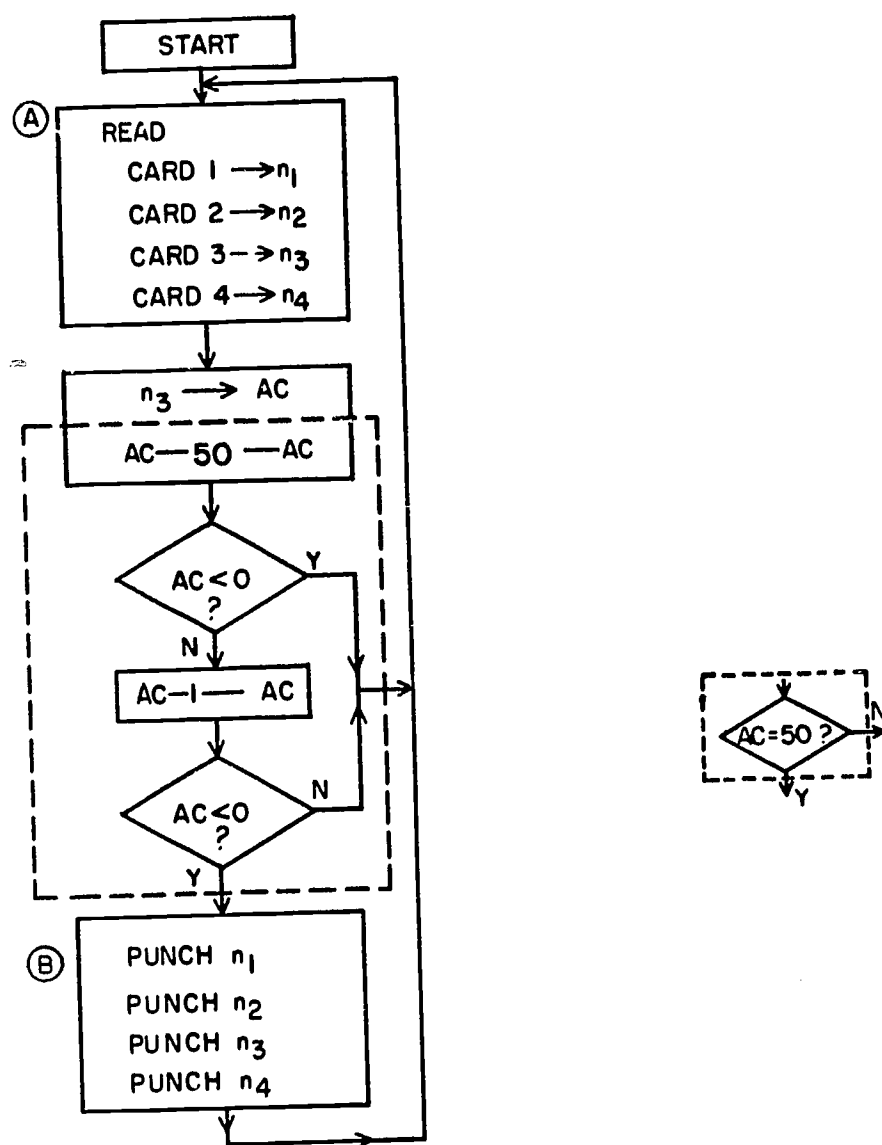 START
A
READ
CARD 1 → n₁
CARD 2 → n₂
CARD 3 → n₃
CARD 4 → n₄
n₃ → AC
AC — 50 — AC
AC < 0
?
Y
N
AC — 1 — AC
AC < 0
?
N
Y
B
PUNCH n₁
PUNCH n₂
PUNCH n₃
PUNCH n₄
AC = 50 ?
N
Y